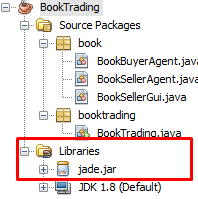 BookTrading
Source Packages
book
BookBuyerAgent.java
BookSellerAgent.java
BookSellerGui.java
booktrading
BookTrading.java
Libraries
jade.jar
JDK 1.8 (Default)